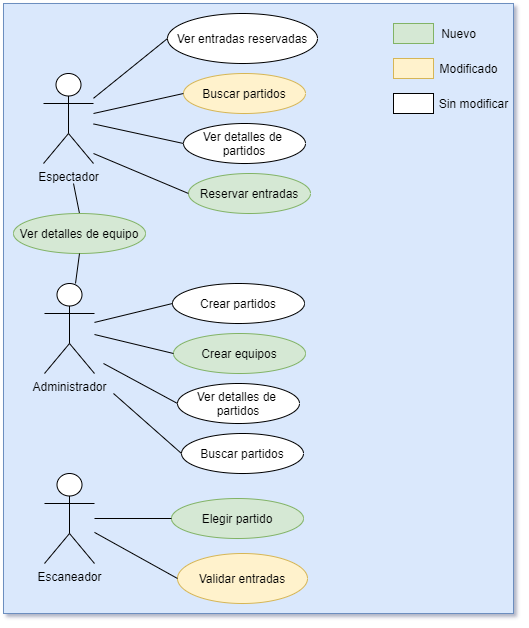 Ver entradas reservadas
Nuevo
Modificado
Buscar partidos
Sin modificar
Ver detalles de
partidos
Espectador
Reservar entradas
Ver detalles de equipo
Crear partidos
Crear equipos
Administrador
Ver detalles de
partidos
Buscar partidos
Elegir partido
Escaneador
Validar entradas